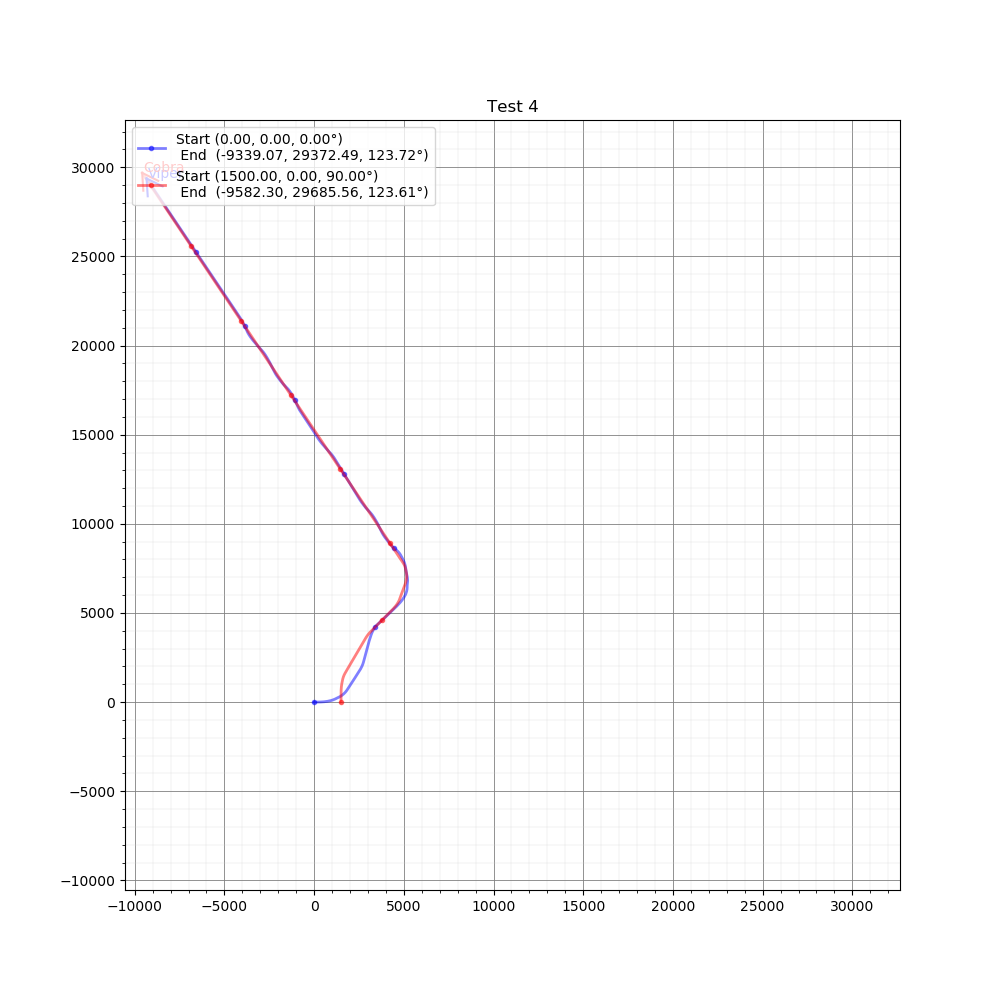 Test 4
Start (0.00, 0.00, 0.00°)
End (-9339.07, 29372.49, 123.72°)
Start (1500.00, 0.00, 90.00°)
End (-9582.30, 29685.56, 123.61°)
Cobra
Viper
30000
25000
20000
15000
10000
5000
0
−5000
−10000
−10000 −5000 0 5000 10000 15000 20000 25000 30000